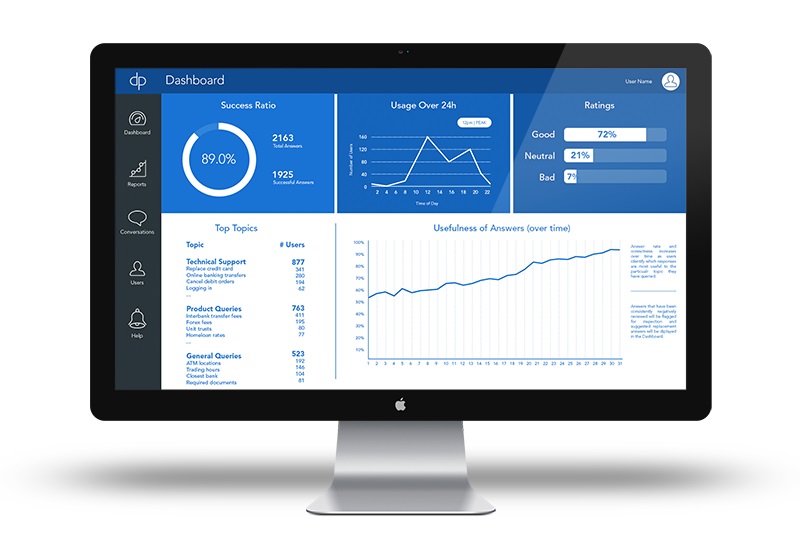 dp
Dashboard
User Name
Dashboard
Reports
Conversations
Users
Help
Success Ratio
89.0%
2163
Total Answers
1925
Successful Answers
Usage Over 24h
12pm | PEAK
Number of Users
160
120
80
40
0
2 4 6 8 10 12 14 16 18 20 22
Time of Day
Ratings
Good 72%
Neutral 21%
Bad 7%
Top Topics
Topic # Users
Technical Support 877
Replace credit card 341
Online banking transfers 280
Cancel debit orders 194
Logging in 62
...
Product Queries 763
Interbank transfer fees 411
Forex fees 195
Unit trusts 80
Homeloan rates 77
...
General Queries 523
ATM locations 192
Trading hours 146
Closest bank 104
Required documents 81
Usefulness of Answers (over time)
100%
90%
80%
70%
60%
50%
40%
30%
20%
10%
1 2 3 4 5 6 7 8 9 10 11 12 13 14 15 16 17 18 19 20 21 22 23 24 25 26 27 28 29 30 31
Answer rate and
correctness increases
over time as users
identify which responses
are most useful to the
particular topic they
have queried.
Answers that have been
consistently negatively
reviewed will be flagged
for inspection and
suggested replacement
answers will be displayed
in the Dashboard.